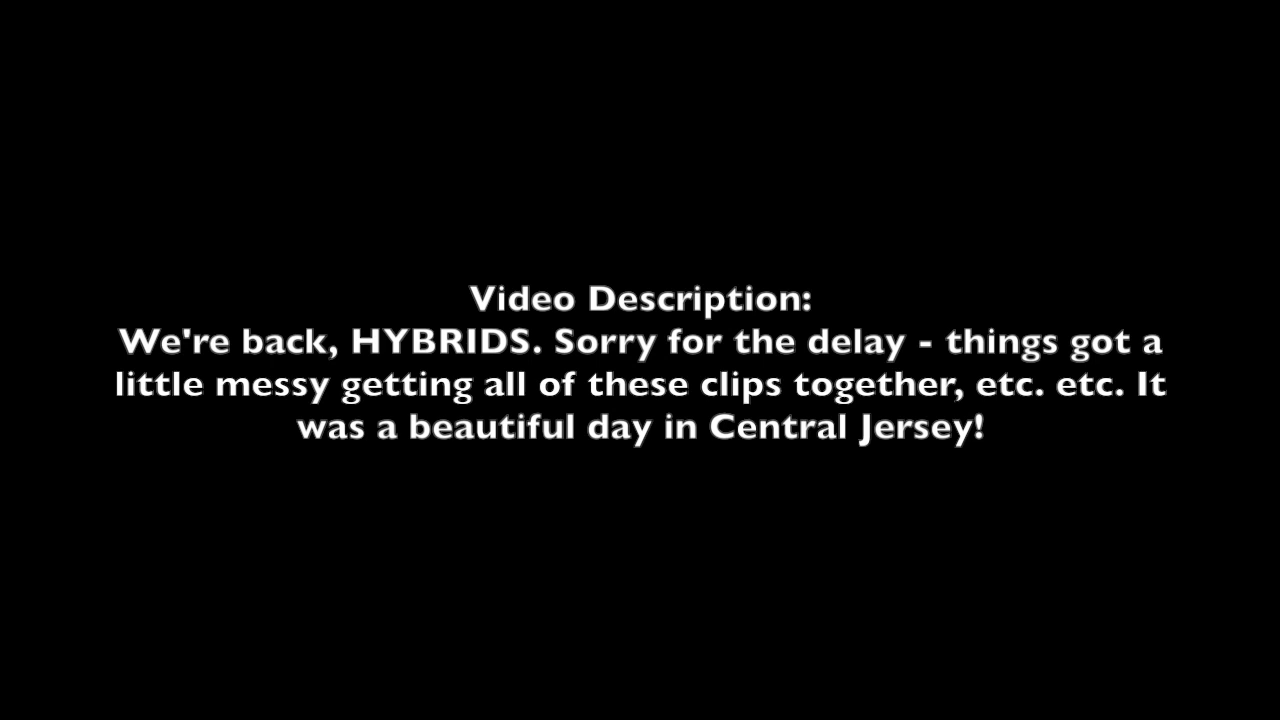 Video Description:
We're back, HYBRIDS. Sorry for the delay - things got a
little messy getting all of these clips together, etc. etc. It
was a beautiful day in Central Jersey!